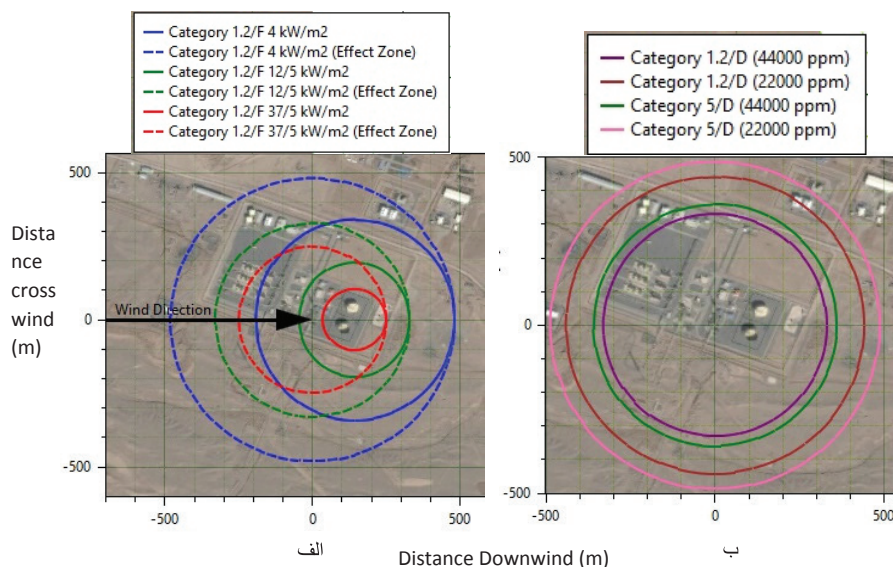 Category 1.2/F 4 kW/m2
Category 1.2/F 4 kW/m2 (Effect Zone)
Category 1.2/F 12/5 kW/m2
Category 1.2/F 12/5 kW/m2 (Effect Zone)
Category 1.2/F 37/5 kW/m2
Category 1.2/F 37/5 kW/m2 (Effect Zone)
Category 1.2/D (44000 ppm)
Category 1.2/D (22000 ppm)
Category 5/D (44000 ppm)
Category 5/D (22000 ppm)
500
0
-500
Dista
nce
cross
wind
(m)
Wind Direction
-500 0 500
500
0
-500
-500 0 500
الف
Distance Downwind (m)
ب